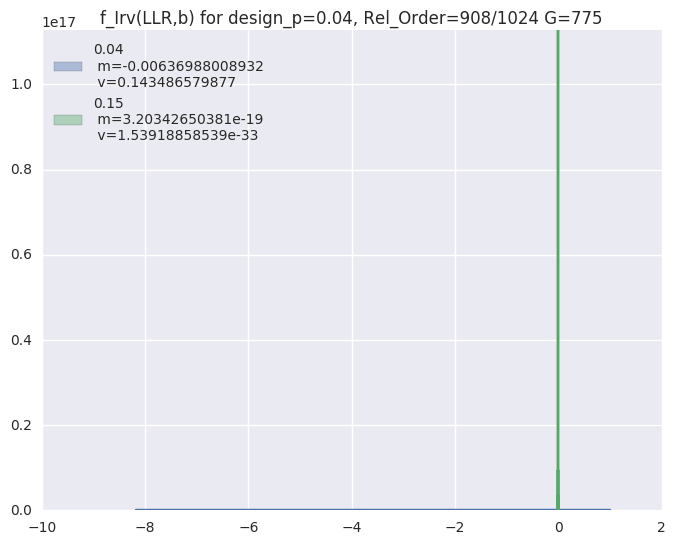 f_Irv(LLR,b) for design_p=0.04, Rel_Order=908/1024 G=775
1e17
0.04
m=-0.00636988008932
v=0.143486579877
0.15
m=3.20342650381e-19
v=1.53918858539e-33
1.0
0.8
0.6
0.4
0.2
0.0
−10
−8
−6
−4
−2
0
2